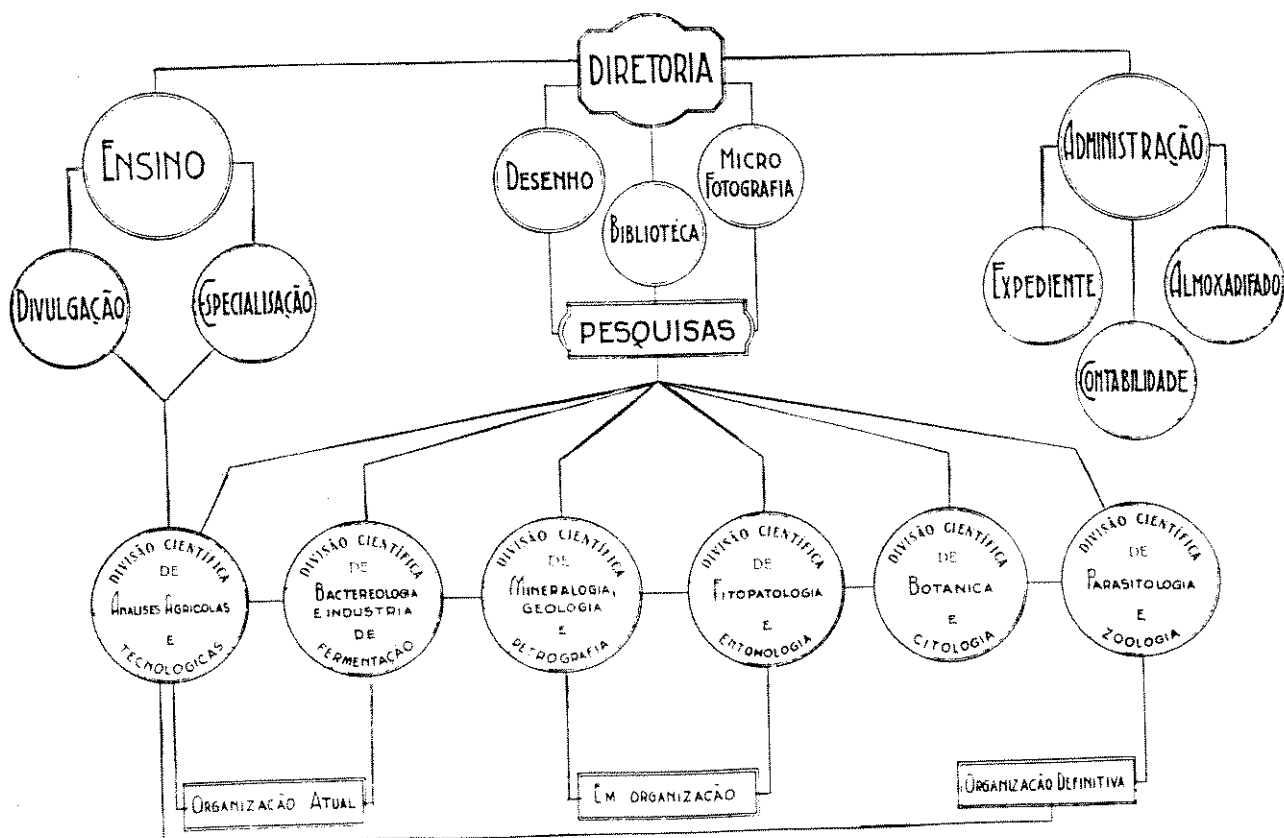 DIRETORIA
ENSINO
DESENHO
MICRO
FOTOGRAFIA
BIBLIOTÉCA
ADMINISTRAÇÃO
DIVULGAÇÃO
ESPECIALISAÇÃO
EXPEDIENTE
ALMOXADIFADO
CONTABILIDADE
PESQUISAS
DIVISÃO CIENTÍFICA
DE
ANALISES AGRICOLAS
E
TECNOLOGICAS
DIVISÃO CIENTÍFICA
DE
BACTEREOLOGIA
E INDUSTRIA
DE
FERMENTAÇÃO
DIVISÃO CIENTÍFICA
DE
MINERALOGIA,
GEOLOGIA
E
PETROGRAFIA
DIVISÃO CIENTÍFICA
DE
FITOPATOLOGIA
E
ENTOMOLOGIA
DIVISÃO CIENTÍFICA
DE
BOTANICA
E
CITOLOGIA
DIVISÃO CIENTÍFICA
DE
PARASITOLOGIA
E
ZOOLOGIA
ORGANIZAÇÃO ATUAL
EM ORGANIZAÇÃO
ORGANIZAÇÃO DEFINITIVA